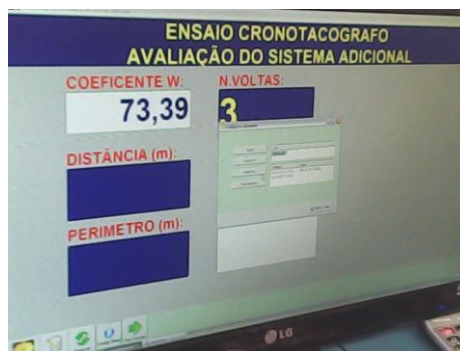 ENSAIO CRONOTACOGRAFO
AVALIAÇÃO DO SISTEMA ADICIONAL
COEFICENTE W: N.VOLTAS:
73,39 3
DISTÂNCIA (m):
PERIMETRO (m):
LG